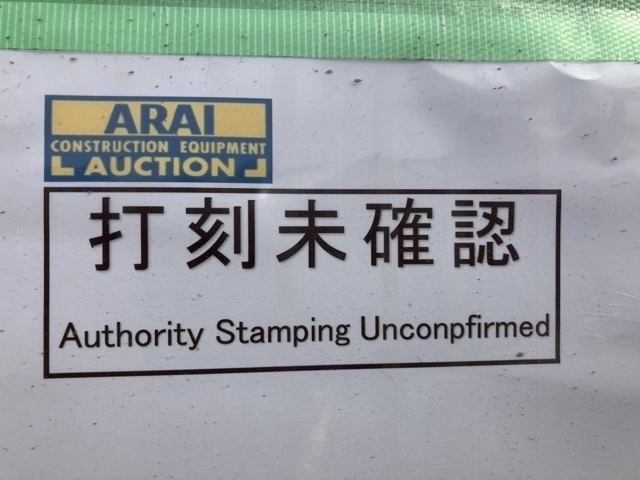 ARAI
CONSTRUCTION EQUIPMENT
AUCTION
打刻未確認
Authority Stamping Unconpfirmed